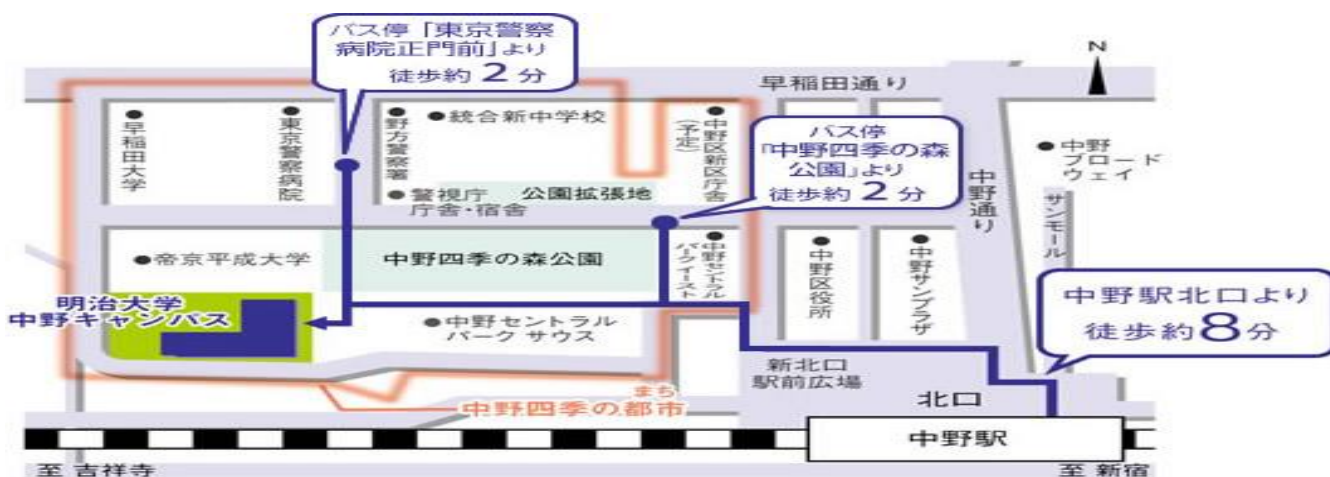 バス停「東京警察
病院正門前」より
徒歩約2分
N
早稲田通り
●早稲田大学
●東京警察病院
●野方警察署
●統合新中学校
●中野区新区庁舎
(予定)
バス停
「中野四季の森
公園」より
徒歩約2分
●中野
ブロード
ウェイ
中野通り
サンモール
●警視庁
庁舎・宿舎
公園拡張地
●帝京平成大学
中野四季の森公園
●中野セントラル
パークイースト
●中野区役所
●中野サンプラザ
明治大学
中野キャンパス
●中野セントラル
パーク サウス
中野駅北口より
徒歩約8分
新北口
駅前広場
北口
まち
中野四季の都市
中野駅
至 吉祥寺
至 新宿